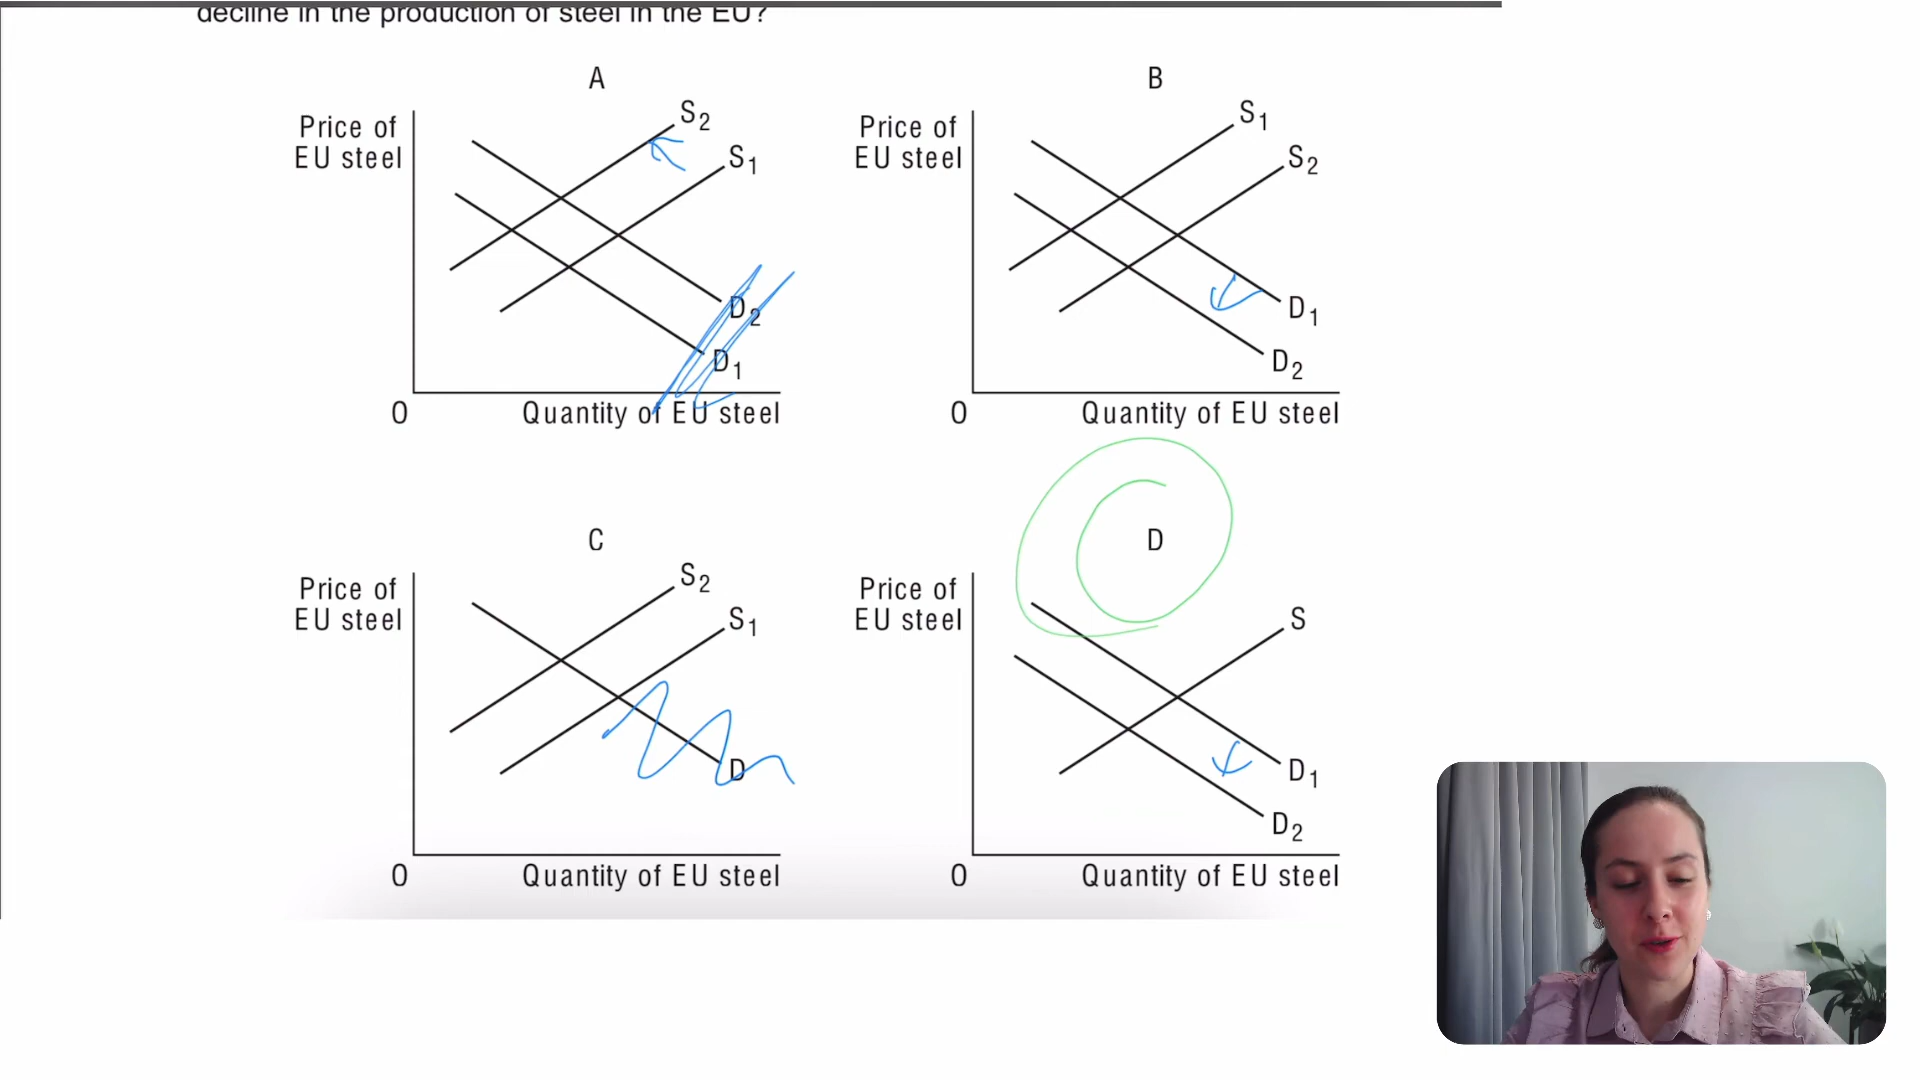 decline in the production of steel in the EU?
A
Price of
EU steel
S2
S1
D2
D1
0
Quantity of EU steel
B
Price of
EU steel
S1
S2
D1
D2
0
Quantity of EU steel
C
Price of
EU steel
S2
S1
D
0
Quantity of EU steel
D
Price of
EU steel
S
D1
D2
0
Quantity of EU steel